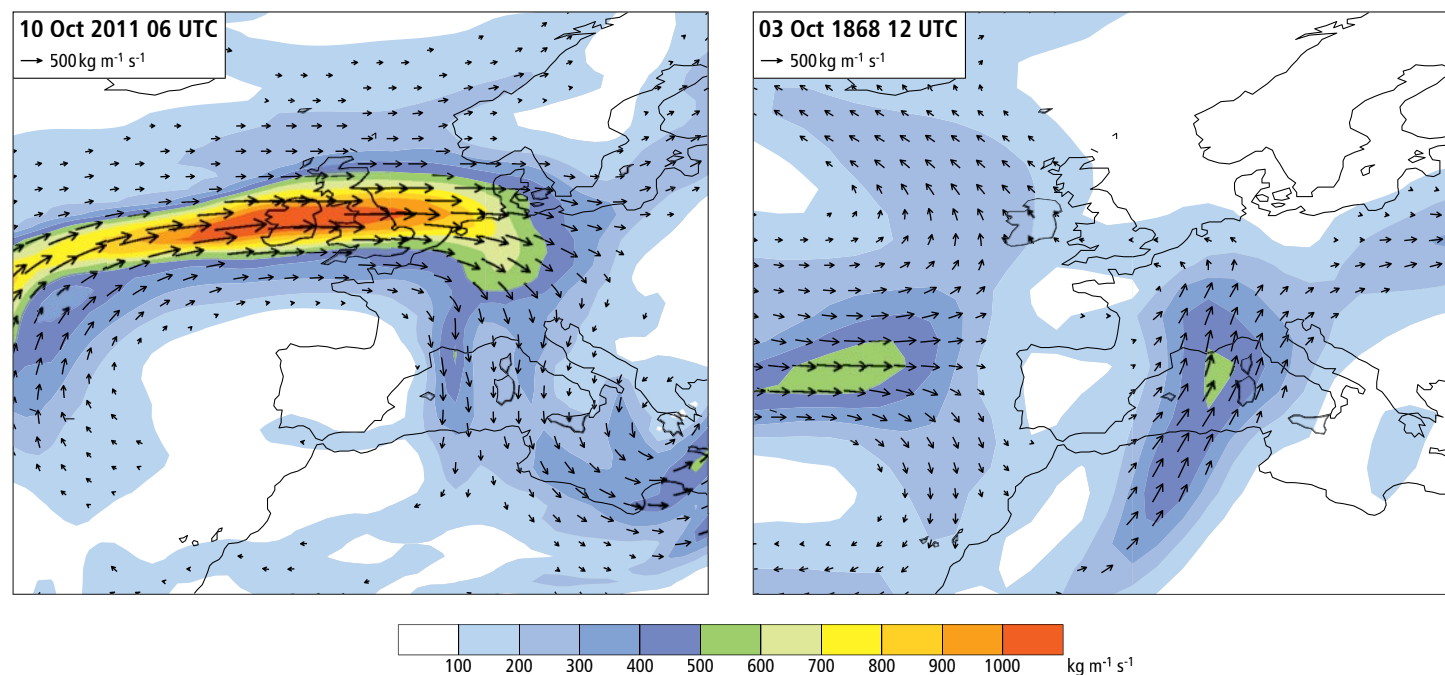 10 Oct 2011 06 UTC
→ 500 kg m⁻¹ s⁻¹
03 Oct 1868 12 UTC
→ 500 kg m⁻¹ s⁻¹
100 200 300 400 500 600 700 800 900 1000 kg m⁻¹ s⁻¹